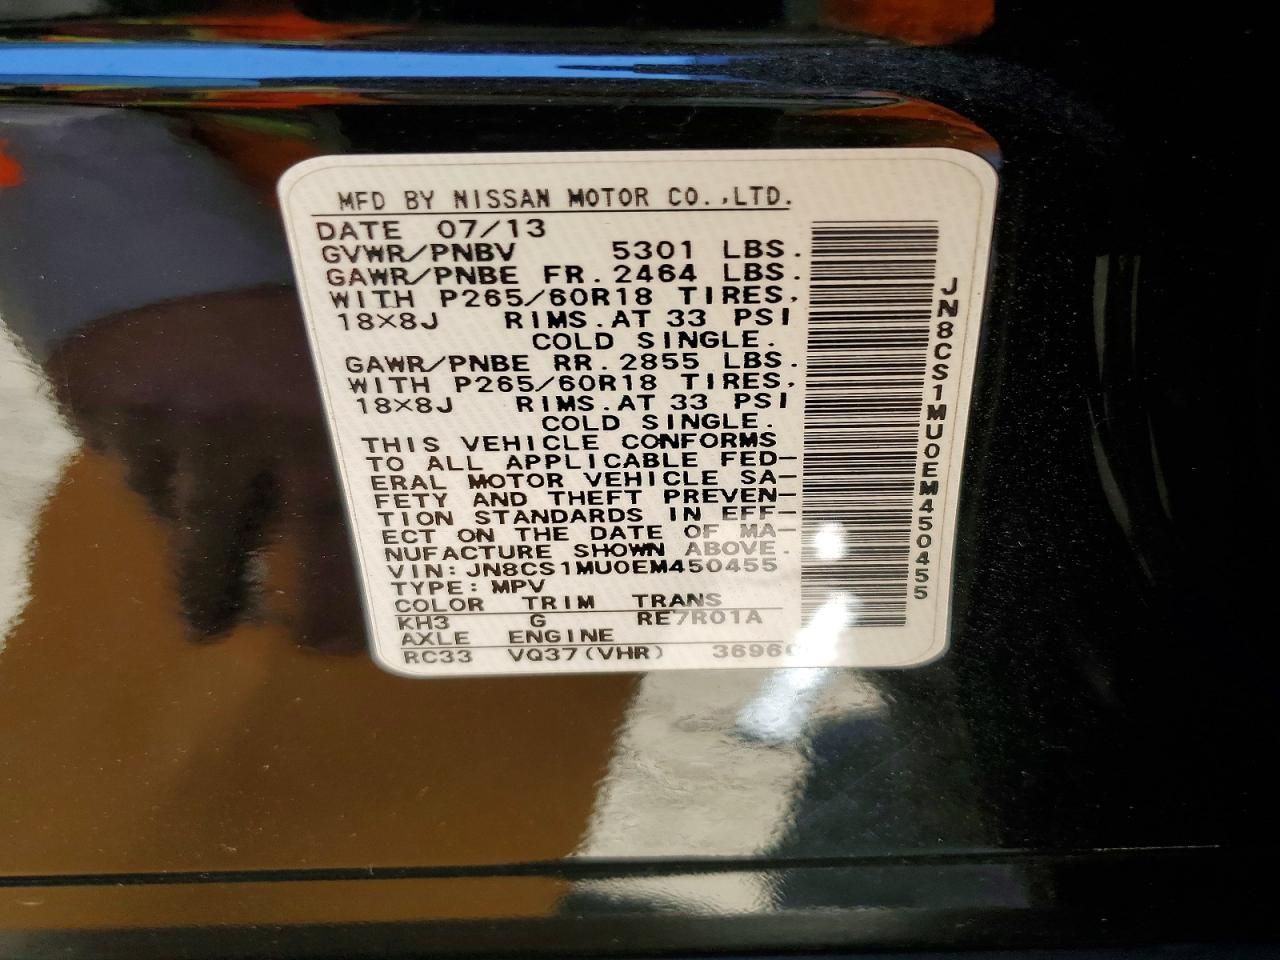 MFD BY NISSAN MOTOR CO.,LTD.
DATE 07/13
GVWR/PNBV 5301 LBS.
GAWR/PNBE FR. 2464 LBS.
WITH P265/60R18 TIRES,
18×8J RIMS.AT 33 PSI
COLD SINGLE.
GAWR/PNBE RR. 2855 LBS.
WITH P265/60R18 TIRES,
18×8J RIMS.AT 33 PSI
COLD SINGLE.
THIS VEHICLE CONFORMS
TO ALL APPLICABLE FED-
ERAL MOTOR VEHICLE SA-
FETY AND THEFT PREVEN-
TION STANDARDS IN EFF-
ECT ON THE DATE OF MA-
NUFACTURE SHOWN ABOVE.
VIN: JN8CS1MU0EM450455
TYPE: MPV
COLOR TRIM TRANS
KH3 G RE7R01A
AXLE ENGINE
RC33 VQ37(VHR)
JN8CS1MU0EM450455